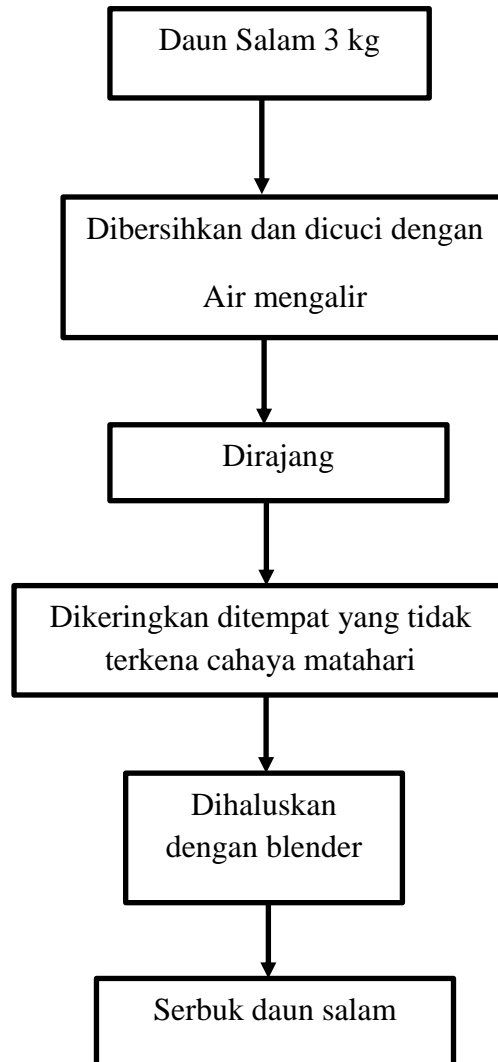 Daun Salam 3 kg
Dibersihkan dan dicuci dengan
Air mengalir
Dirajang
Dikeringkan ditempat yang tidak
terkena cahaya matahari
Dihaluskan
dengan blender
Serbuk daun salam